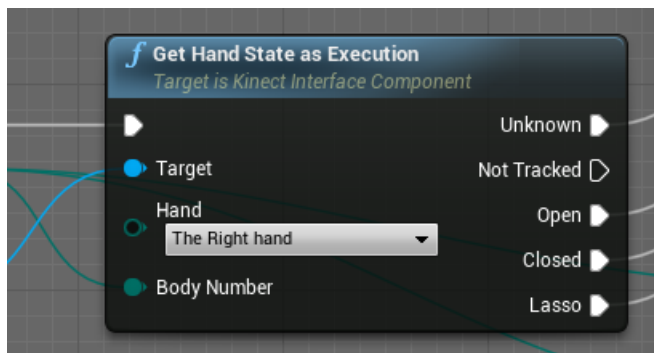 f Get Hand State as Execution
Target is Kinect Interface Component
Unknown
Target
Not Tracked
Hand
The Right hand
Open
Closed
Body Number
Lasso